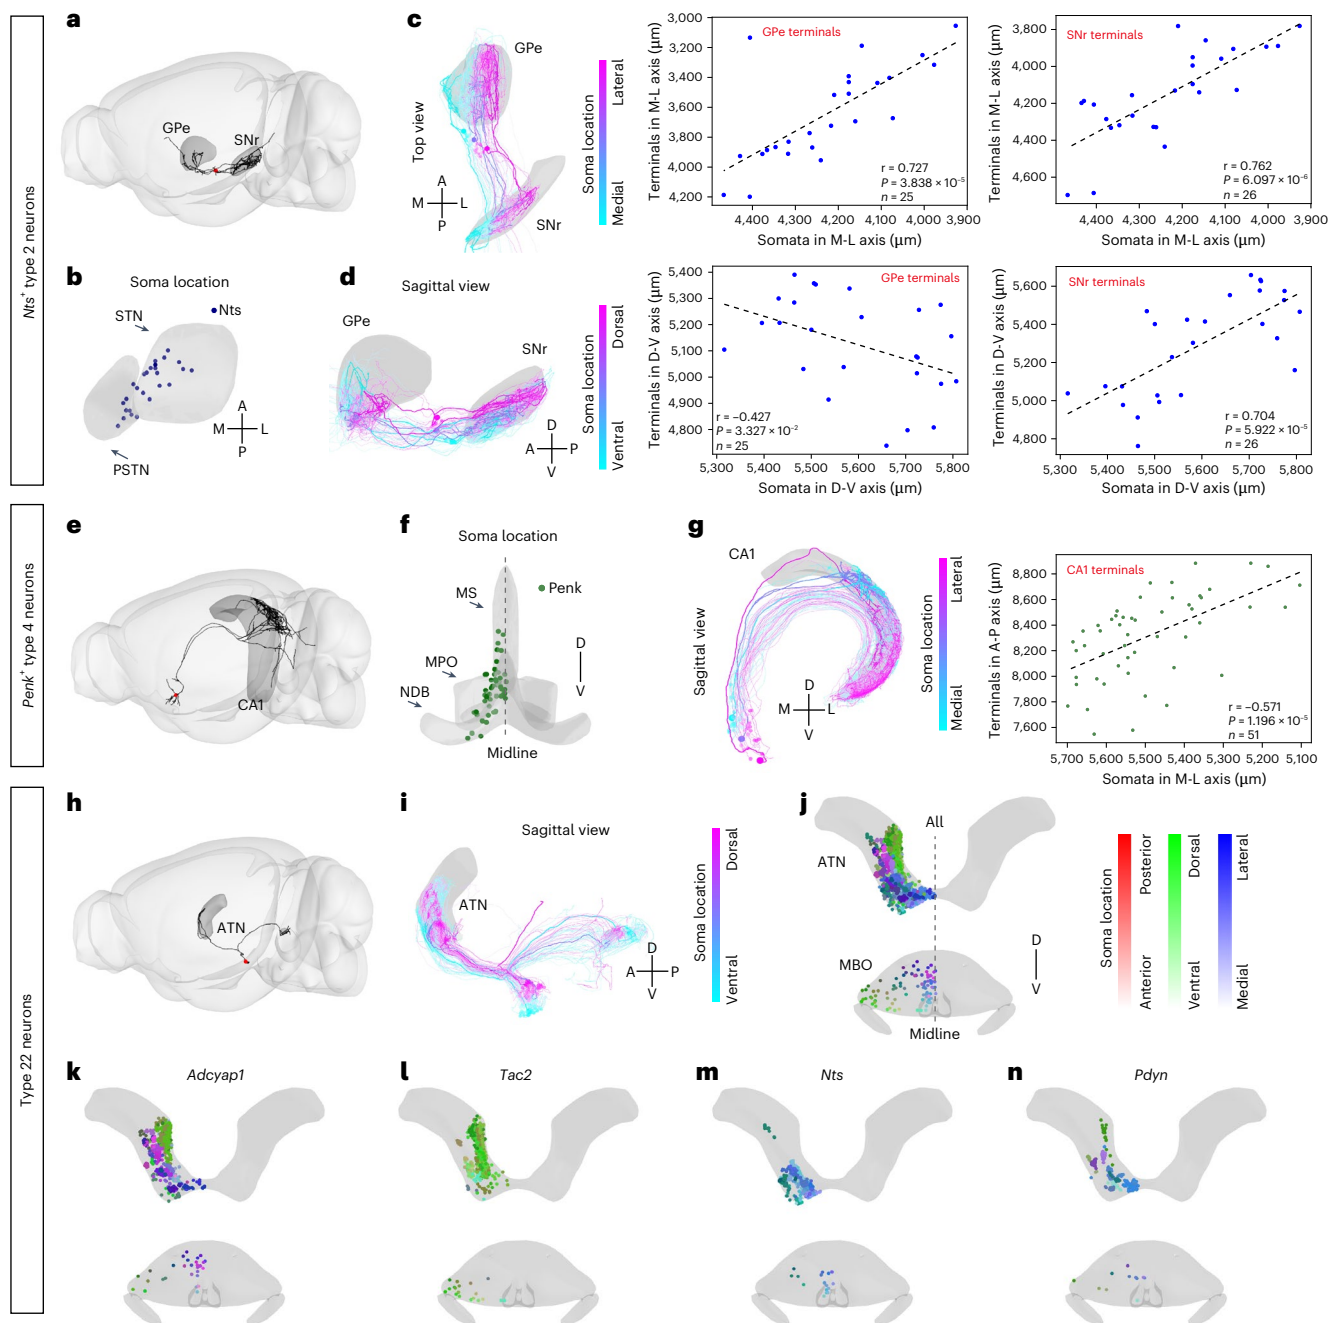 Nts+ type 2 neurons
a
GPe
SNr
b
Soma location
STN
Nts
PSTN
A
M
L
P
c
Top view
GPe
SNr
A
M
L
P
Soma location
Lateral
Medial
GPe terminals
Terminals in M-L axis (μm)
3,000
3,200
3,400
3,600
3,800
4,000
4,200
r = 0.727
P = 3.838 × 10⁻⁵
n = 25
4,400
4,300
4,200
4,100
4,000
3,900
Somata in M-L axis (μm)
SNr terminals
Terminals in M-L axis (μm)
3,800
4,000
4,200
4,400
4,600
r = 0.762
P = 6.097 × 10⁻⁶
n = 26
4,400
4,300
4,200
4,100
4,000
3,900
Somata in M-L axis (μm)
d
Sagittal view
GPe
SNr
D
A
P
V
Soma location
Dorsal
Ventral
GPe terminals
Terminals in D-V axis (μm)
5,400
5,300
5,200
5,100
5,000
4,900
4,800
r = −0.427
P = 3.327 × 10⁻²
n = 25
5,300
5,400
5,500
5,600
5,700
5,800
Somata in D-V axis (μm)
SNr terminals
Terminals in D-V axis (μm)
5,600
5,400
5,200
5,000
4,800
r = 0.704
P = 5.922 × 10⁻⁵
n = 26
5,300
5,400
5,500
5,600
5,700
5,800
Somata in D-V axis (μm)
Penk+ type 4 neurons
e
CA1
f
Soma location
MS
Penk
MPO
NDB
D
V
Midline
g
CA1
Sagittal view
D
M
L
V
Soma location
Lateral
Medial
CA1 terminals
Terminals in A-P axis (μm)
8,800
8,600
8,400
8,200
8,000
7,800
7,600
r = −0.571
P = 1.196 × 10⁻⁵
n = 51
5,700
5,600
5,500
5,400
5,300
5,200
5,100
Somata in M-L axis (μm)
Type 22 neurons
h
ATN
i
Sagittal view
ATN
D
A
P
V
Soma location
Dorsal
Ventral
j
All
ATN
MBO
D
V
Midline
Soma location
Anterior
Posterior
Ventral
Dorsal
Medial
Lateral
k
Adcyap1
l
Tac2
m
Nts
n
Pdyn